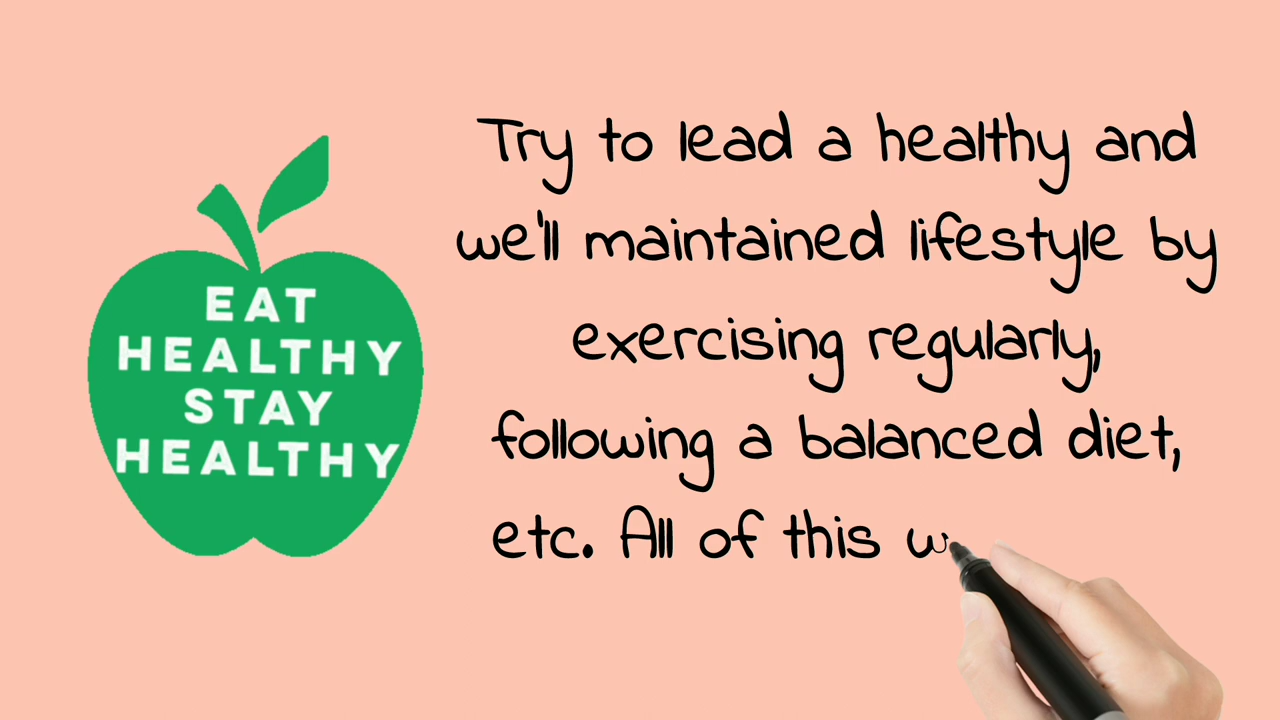 EAT
HEALTHY
STAY
HEALTHY
Try to lead a healthy and
we'll maintained lifestyle by
exercising regularly,
following a balanced diet,
etc. All of this w